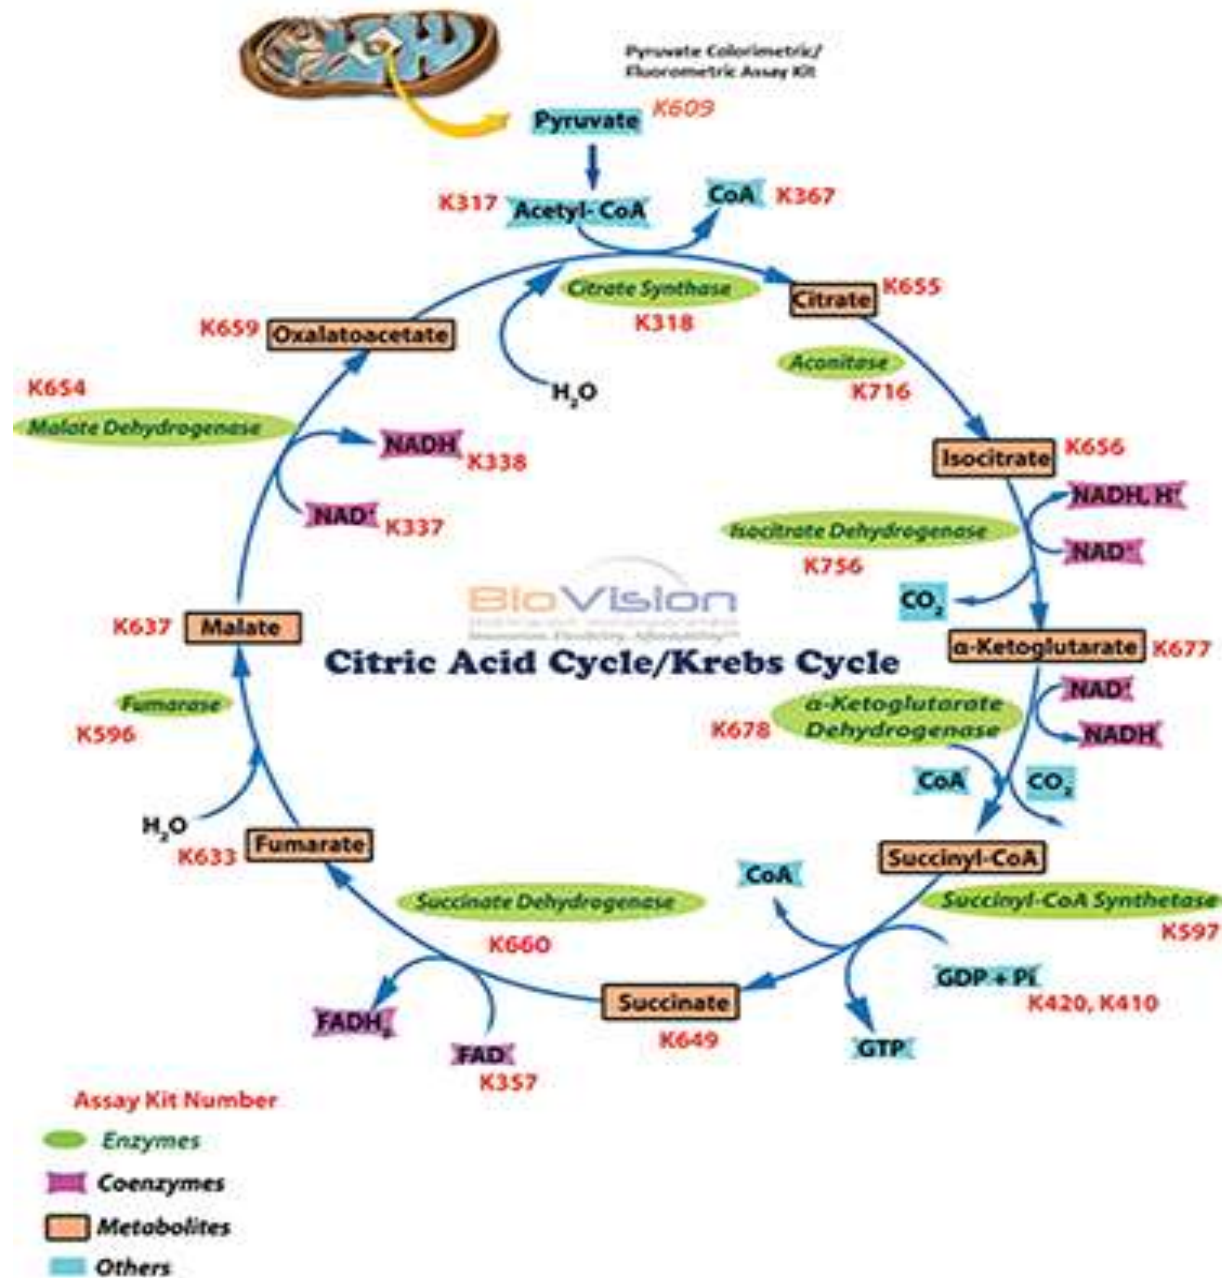 Pyruvate Colorimetric/
Fluorometric Assay Kit
Pyruvate K609
K317 Acetyl- CoA
CoA K367
Citrate Synthase
K318
Citrate K655
K659 Oxalatoacetate
H₂O
Aconitase
K716
K654
Malate Dehydrogenase
NADH K338
NAD⁺ K337
Isocitrate K656
NADH, H⁺
Isocitrate Dehydrogenase
K756
NAD⁺
CO₂
BioVision
Citric Acid Cycle/Krebs Cycle
K637 Malate
α-Ketoglutarate K677
NAD⁺
α-Ketoglutarate
Dehydrogenase
K678
NADH
CoA
CO₂
Fumarase
K596
H₂O
K633 Fumarate
Succinyl-CoA
CoA
Succinyl-CoA Synthetase
K597
Succinate Dehydrogenase
K660
GDP + Pi
K420, K410
Succinate
K649
GTP
FADH₂
FAD
K357
Assay Kit Number
Enzymes
Coenzymes
Metabolites
Others